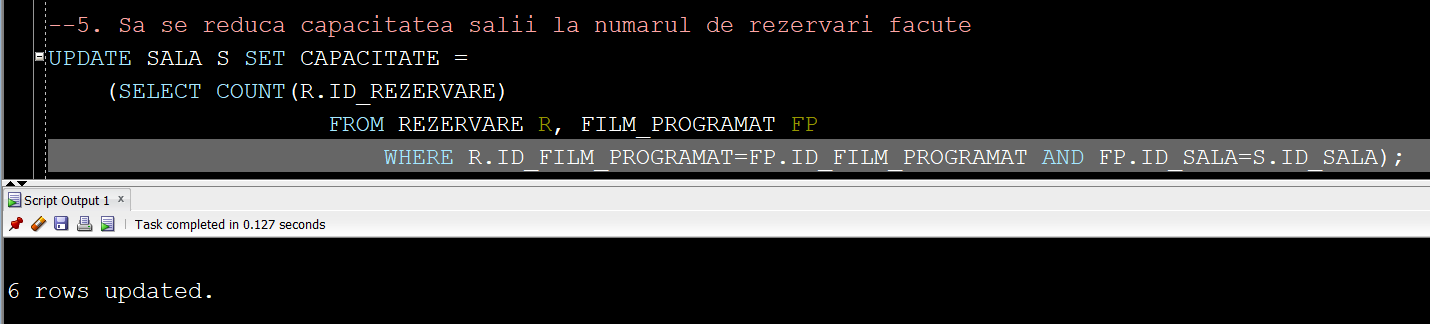 --5. Sa se reduca capacitatea salii la numarul de rezervari facute
UPDATE SALA S SET CAPACITATE =
(SELECT COUNT(R.ID_REZERVARE)
FROM REZERVARE R, FILM_PROGRAMAT FP
WHERE R.ID_FILM_PROGRAMAT=FP.ID_FILM_PROGRAMAT AND FP.ID_SALA=S.ID_SALA);
Script Output 1 x
Task completed in 0.127 seconds
6 rows updated.